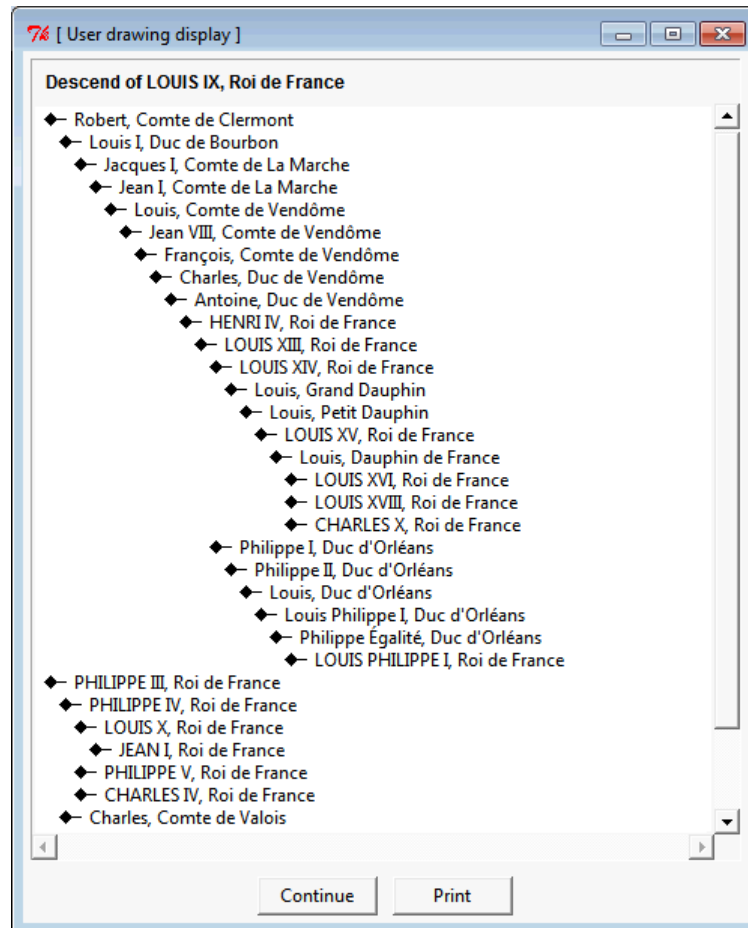 [ User drawing display ]
Descend of LOUIS IX, Roi de France
Robert, Comte de Clermont
Louis I, Duc de Bourbon
Jacques I, Comte de La Marche
Jean I, Comte de La Marche
Louis, Comte de Vendôme
Jean VIII, Comte de Vendôme
François, Comte de Vendôme
Charles, Duc de Vendôme
Antoine, Duc de Vendôme
HENRI IV, Roi de France
LOUIS XIII, Roi de France
LOUIS XIV, Roi de France
Louis, Grand Dauphin
Louis, Petit Dauphin
LOUIS XV, Roi de France
Louis, Dauphin de France
LOUIS XVI, Roi de France
LOUIS XVIII, Roi de France
CHARLES X, Roi de France
Philippe I, Duc d'Orléans
Philippe II, Duc d'Orléans
Louis, Duc d'Orléans
Louis Philippe I, Duc d'Orléans
Philippe Égalité, Duc d'Orléans
LOUIS PHILIPPE I, Roi de France
PHILIPPE III, Roi de France
PHILIPPE IV, Roi de France
LOUIS X, Roi de France
JEAN I, Roi de France
PHILIPPE V, Roi de France
CHARLES IV, Roi de France
Charles, Comte de Valois
Continue Print